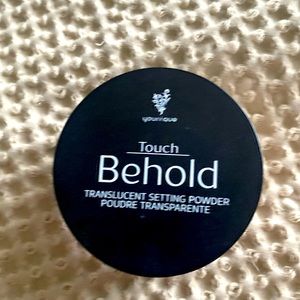 younique
Touch
Behold
TRANSLUCENT SETTING POWDER
POUDRE TRANSPARENTE